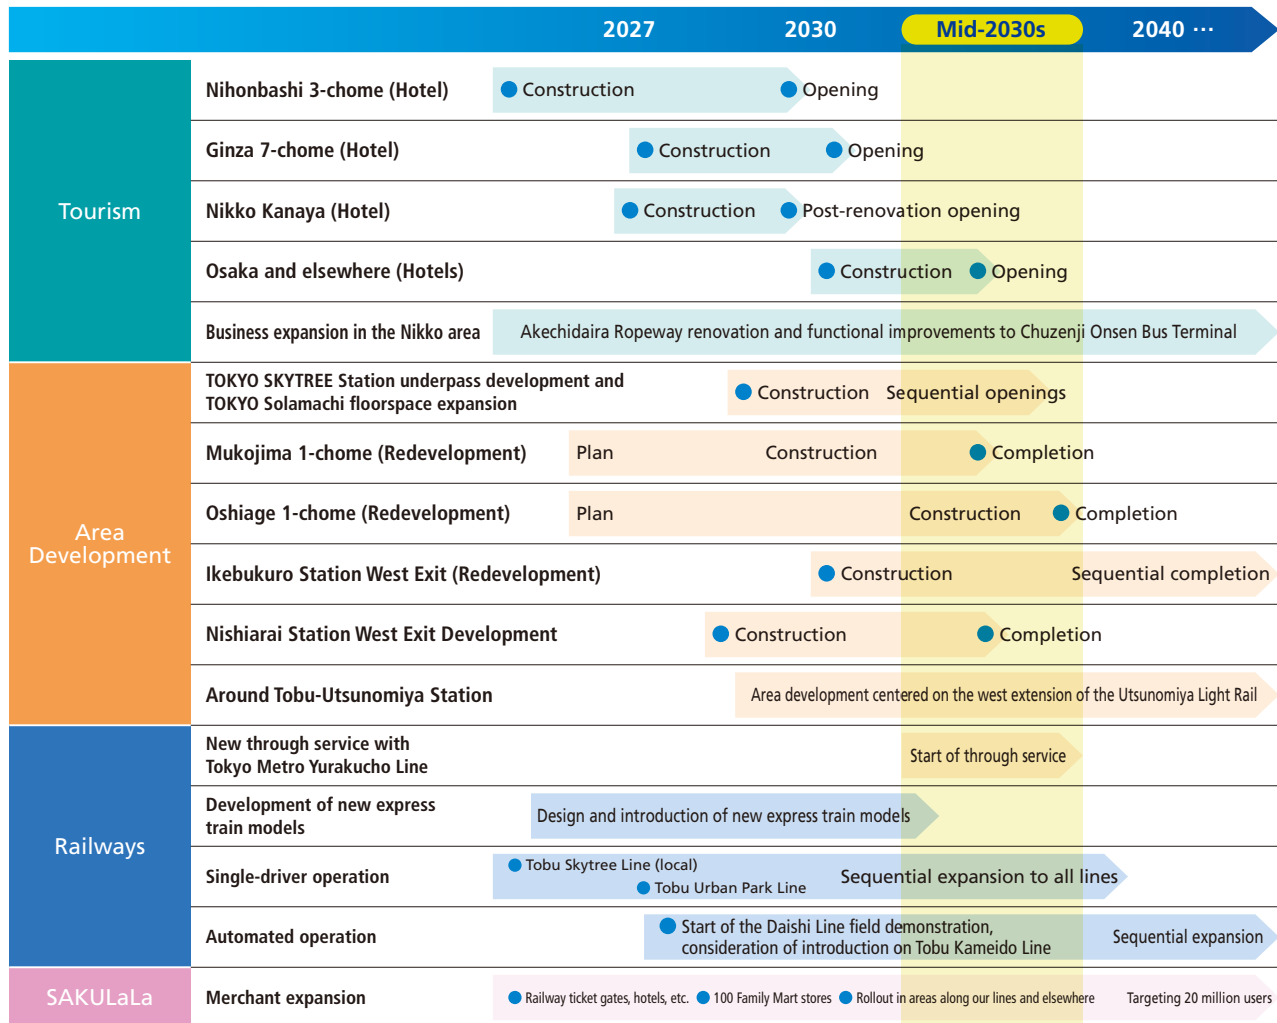 2027 2030 Mid-2030s 2040 ···
Tourism
Nihonbashi 3-chome (Hotel) Construction Opening
Ginza 7-chome (Hotel) Construction Opening
Nikko Kanaya (Hotel) Construction Post-renovation opening
Osaka and elsewhere (Hotels) Construction Opening
Business expansion in the Nikko area Akechidaira Ropeway renovation and functional improvements to Chuzenji Onsen Bus Terminal
Area
Development
TOKYO SKYTREE Station underpass development and
TOKYO Solamachi floorspace expansion
Construction Sequential openings
Mukojima 1-chome (Redevelopment) Plan Construction Completion
Oshiage 1-chome (Redevelopment) Plan Construction Completion
Ikebukuro Station West Exit (Redevelopment) Construction Sequential completion
Nishiarai Station West Exit Development Construction Completion
Around Tobu-Utsunomiya Station Area development centered on the west extension of the Utsunomiya Light Rail
Railways
New through service with
Tokyo Metro Yurakucho Line
Start of through service
Development of new express
train models
Design and introduction of new express train models
Single-driver operation
Tobu Skytree Line (local)
Tobu Urban Park Line
Sequential expansion to all lines
Automated operation
Start of the Daishi Line field demonstration,
consideration of introduction on Tobu Kameido Line
Sequential expansion
SAKULaLa
Merchant expansion Railway ticket gates, hotels, etc. 100 Family Mart stores Rollout in areas along our lines and elsewhere Targeting 20 million users